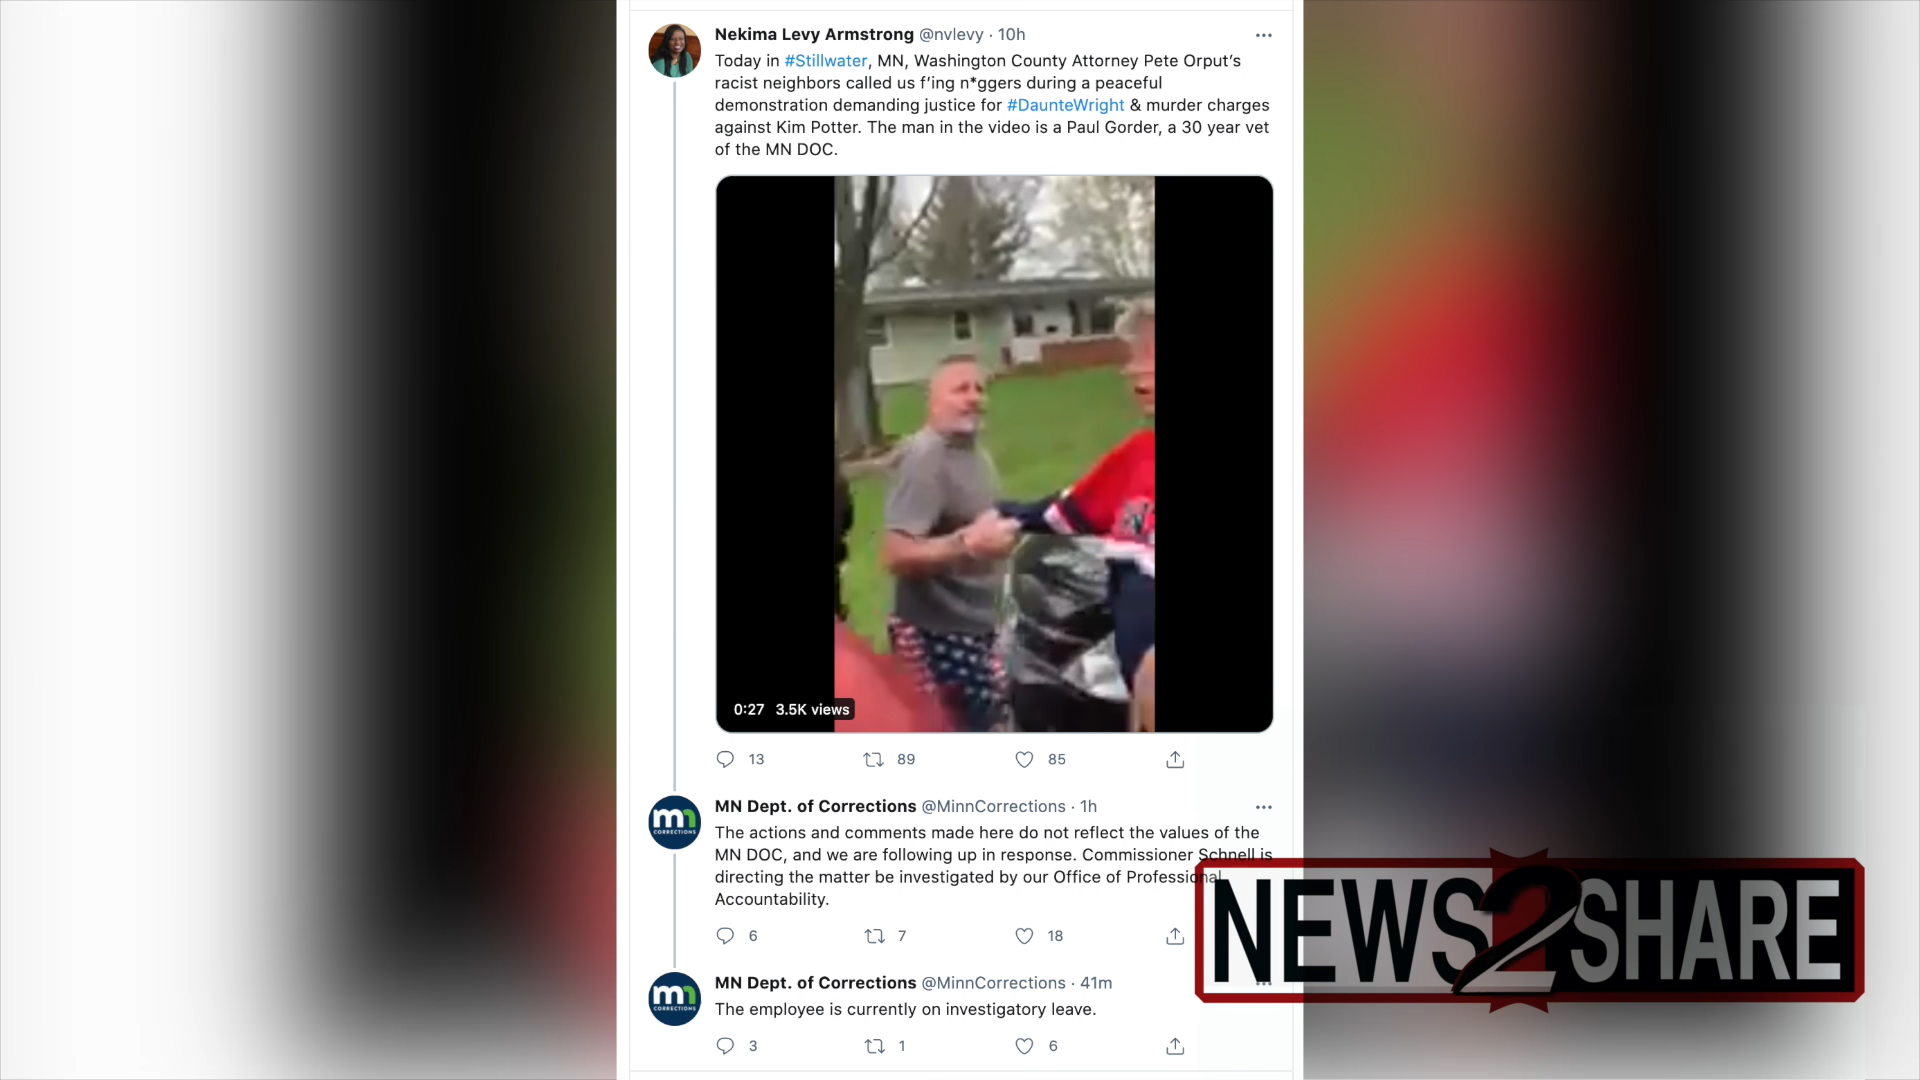 Nekima Levy Armstrong @nvlevy · 10h
Today in #Stillwater, MN, Washington County Attorney Pete Orput's
racist neighbors called us f'ing n*ggers during a peaceful
demonstration demanding justice for #DaunteWright & murder charges
against Kim Potter. The man in the video is a Paul Gorder, a 30 year vet
of the MN DOC.
0:27 3.5K views
13 89 85
MN Dept. of Corrections @MinnCorrections · 1h
mn
CORRECTIONS
The actions and comments made here do not reflect the values of the
MN DOC, and we are following up in response. Commissioner Schnell is
directing the matter be investigated by our Office of Professional
Accountability.
6 7 18
NEWS2SHARE
MN Dept. of Corrections @MinnCorrections · 41m
mn
CORRECTIONS
The employee is currently on investigatory leave.
3 1 6